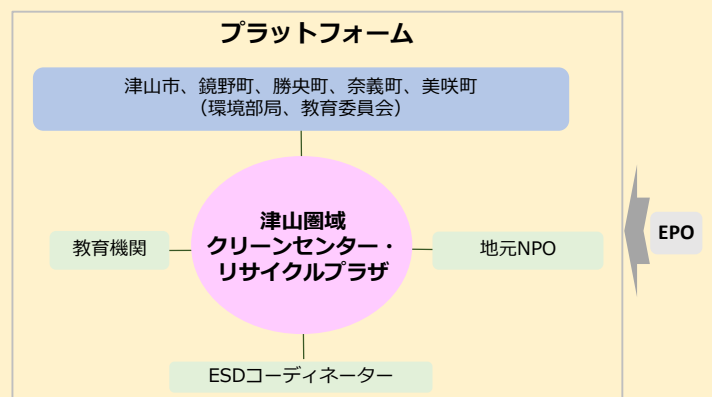 プラットフォーム
津山市、鏡野町、勝央町、奈義町、美咲町
（環境部局、教育委員会）
津山圏域
クリーンセンター・
リサイクルプラザ
教育機関
地元NPO
EPO
ESDコーディネーター